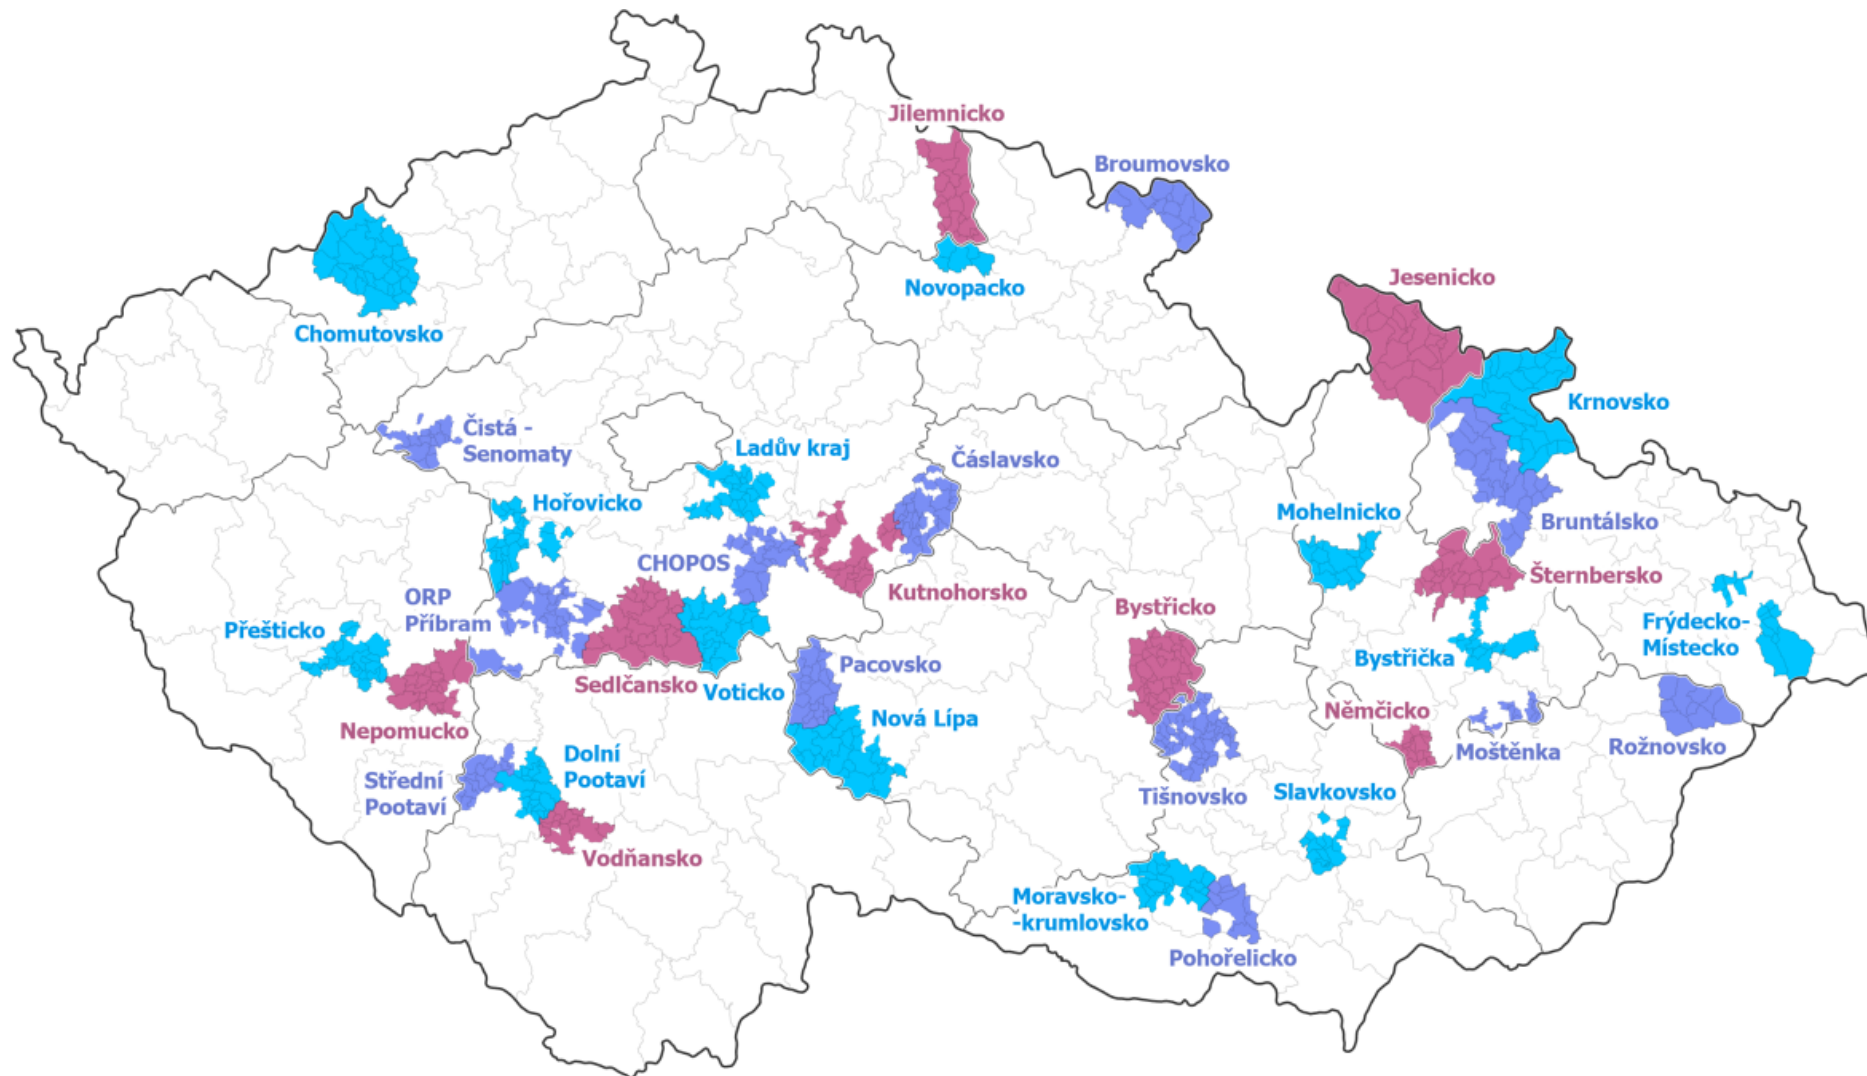 Jilemnicko
Broumovsko
Jesenicko
Novopacko
Chomutovsko
Krnovsko
Čistá -
Senomaty
Ladův kraj
Čáslavsko
Hořovicko
Mohelnicko
Bruntálsko
CHOPOS
Šternbersko
Kutnohorsko
ORP
Příbram
Bystřicko
Přešticko
Frýdecko-
Místecko
Bystřička
Pacovsko
Sedlčansko
Voticko
Nová Lípa
Němčicko
Nepomucko
Moštěnka
Rožnovsko
Dolní
Pootaví
Střední
Pootaví
Tišnovsko
Slavkovsko
Vodňansko
Moravsko-
-krumlovsko
Pohořelicko